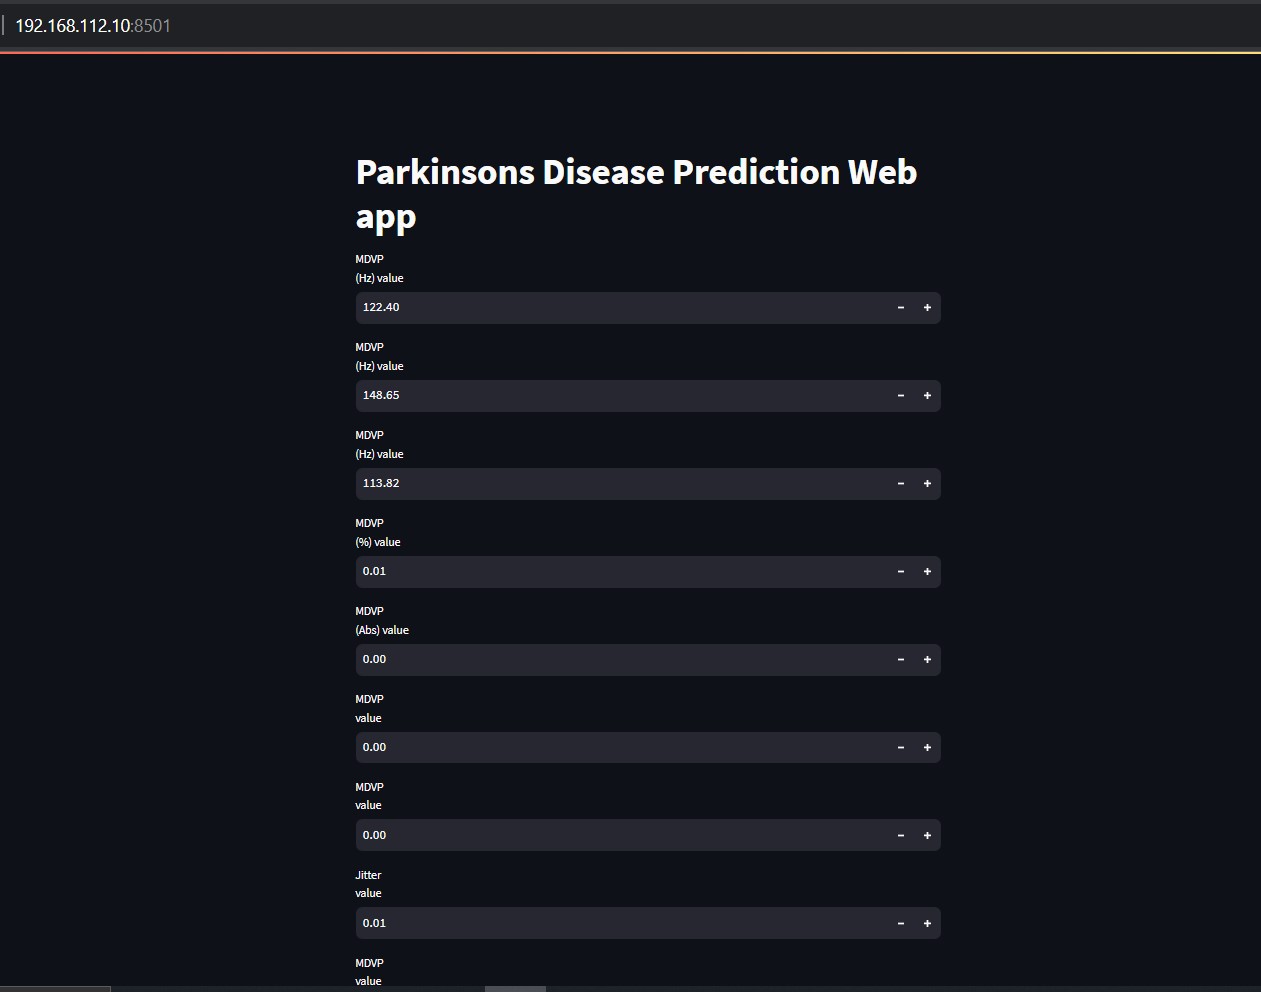 192.168.112.10:8501
Parkinsons Disease Prediction Web
app
MDVP
(Hz) value
122.40
MDVP
(Hz) value
148.65
MDVP
(Hz) value
113.82
MDVP
(%) value
0.01
MDVP
(Abs) value
0.00
MDVP
value
0.00
MDVP
value
0.00
Jitter
value
0.01
MDVP
value